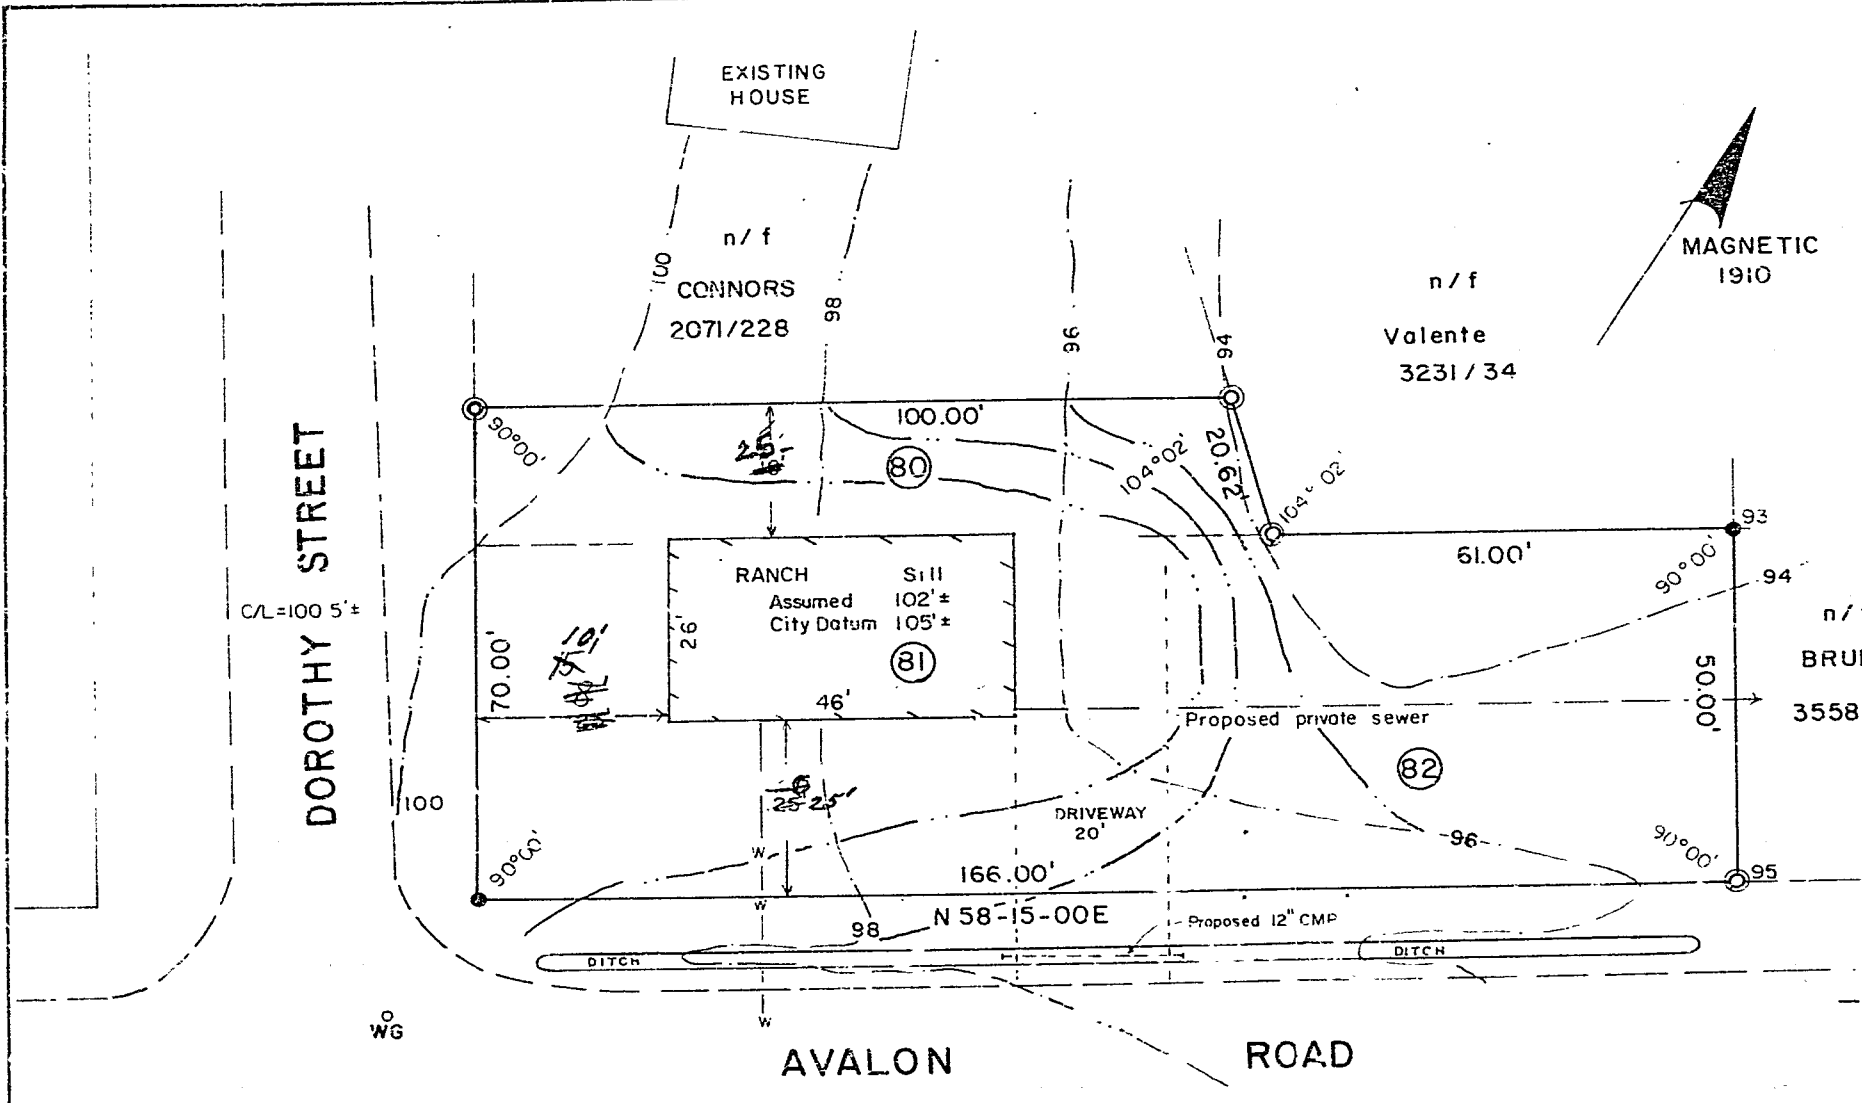 EXISTING
HOUSE
n/f
CONNORS
2071/228
100
98
96
94
n/f
Valente
3231/34
MAGNETIC
1910
100.00'
90°00'
25'
80
20.62'
104°02'
104°02'
61.00'
93
90°00'
94
n/
BRU
3558
50.00'
DOROTHY STREET
C/L=100 5'±
70.00'
10'
RANCH Sill
Assumed 102'±
City Datum 105'±
26'
81
46'
Proposed private sewer
82
100
25 25'
DRIVEWAY
20'
96
90°00'
95
90°00'
W
166.00'
W
N 58-15-00E
98
Proposed 12" CMP
DITCH
DITCH
W
WG
AVALON ROAD